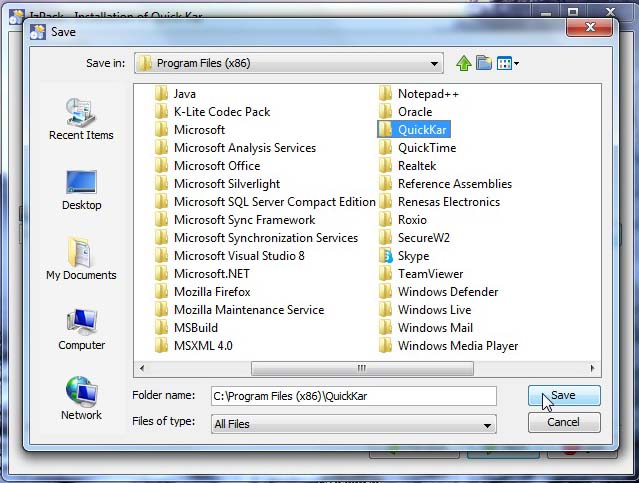 IzPack - Installation of Quick Kar
Save
Save in: Program Files (x86)
Recent Items
Desktop
My Documents
Computer
Network
Java
K-Lite Codec Pack
Microsoft
Microsoft Analysis Services
Microsoft Office
Microsoft Silverlight
Microsoft SQL Server Compact Edition
Microsoft Sync Framework
Microsoft Synchronization Services
Microsoft Visual Studio 8
Microsoft.NET
Mozilla Firefox
Mozilla Maintenance Service
MSBuild
MSXML 4.0
Notepad++
Oracle
QuickKar
QuickTime
Realtek
Reference Assemblies
Renesas Electronics
Roxio
SecureW2
Skype
TeamViewer
Windows Defender
Windows Live
Windows Mail
Windows Media Player
Folder name: C:\Program Files (x86)\QuickKar
Save
Files of type: All Files
Cancel